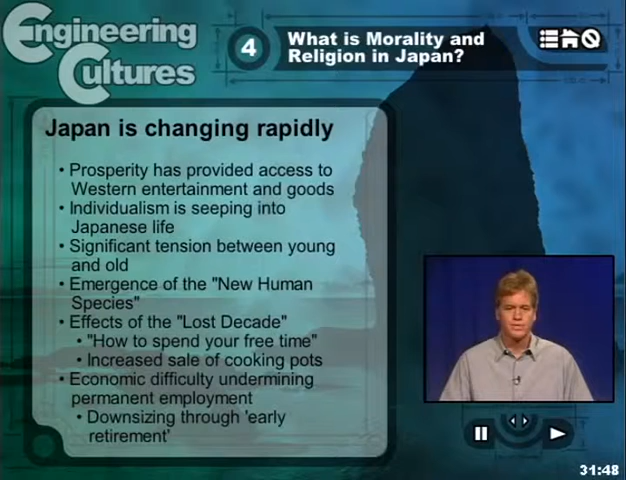 Engineering
Cultures
4
What is Morality and
Religion in Japan?
Japan is changing rapidly
• Prosperity has provided access to
Western entertainment and goods
• Individualism is seeping into
Japanese life
• Significant tension between young
and old
• Emergence of the "New Human
Species"
• Effects of the "Lost Decade"
• "How to spend your free time"
• Increased sale of cooking pots
• Economic difficulty undermining
permanent employment
• Downsizing through 'early
retirement'
31:48